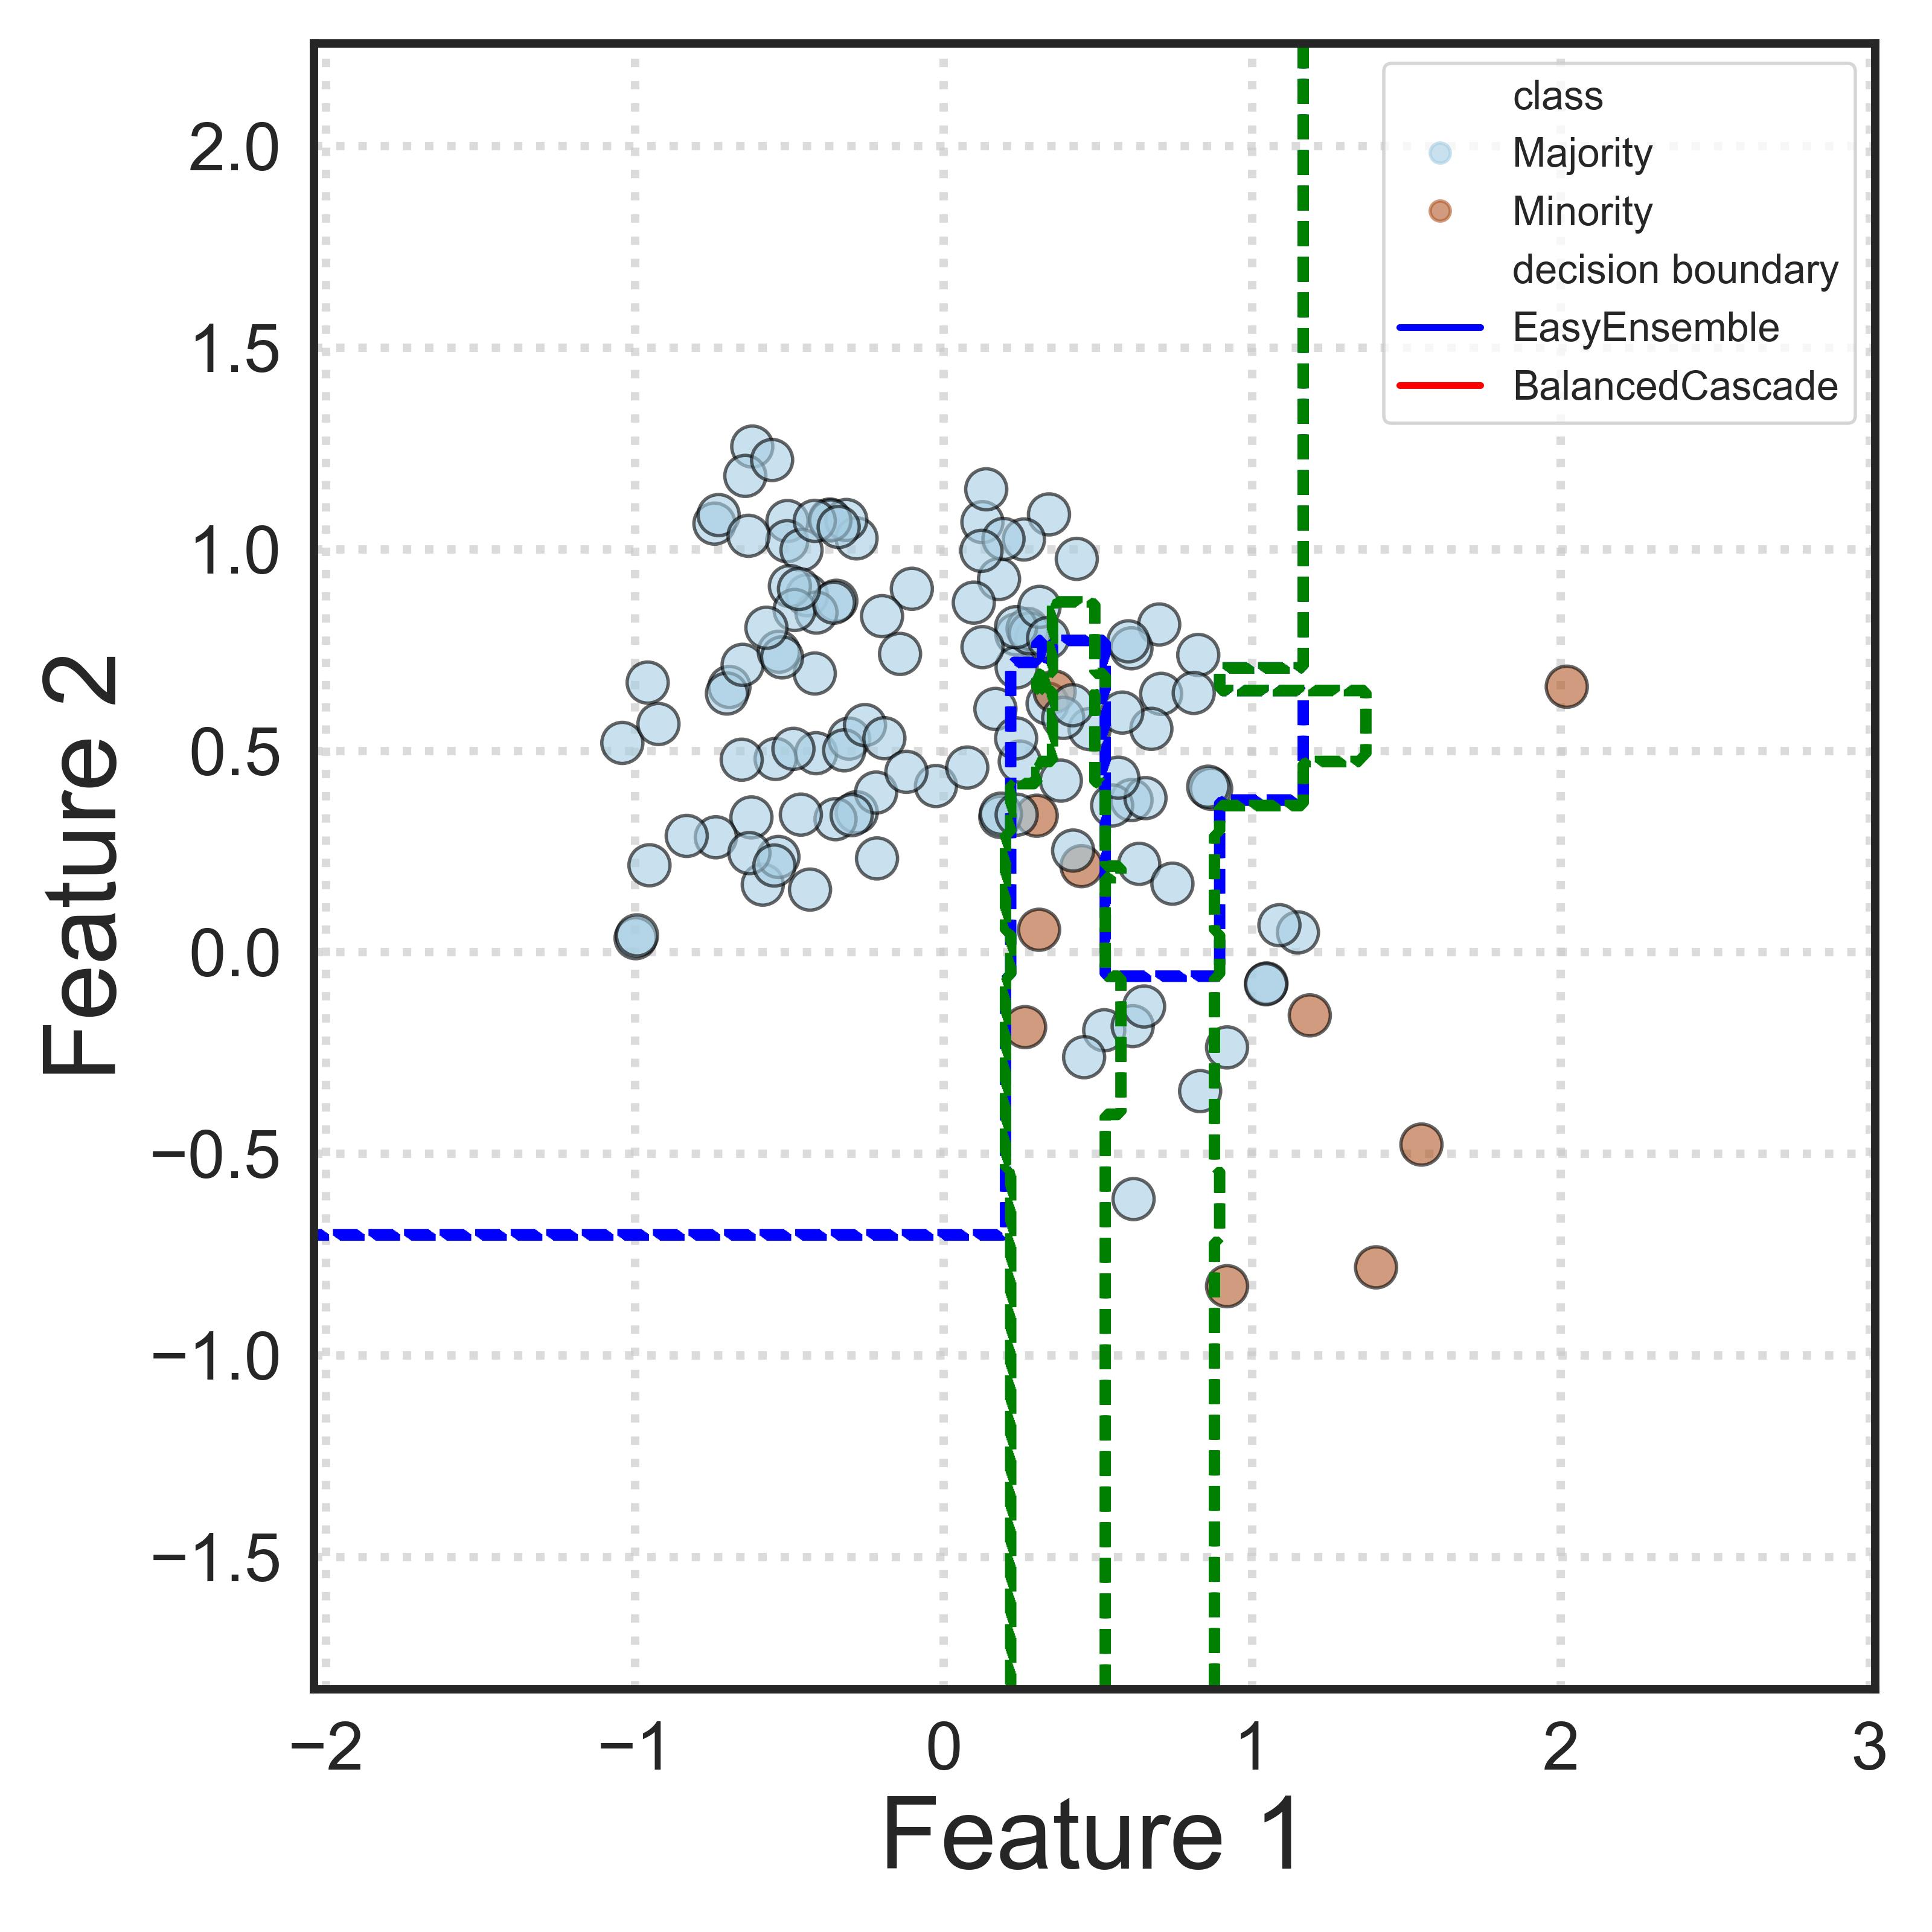 class
Majority
Minority
decision boundary
EasyEnsemble
BalancedCascade
2.0
1.5
1.0
0.5
0.0
−0.5
−1.0
−1.5
Feature 2
−2 −1 0 1 2 3
Feature 1